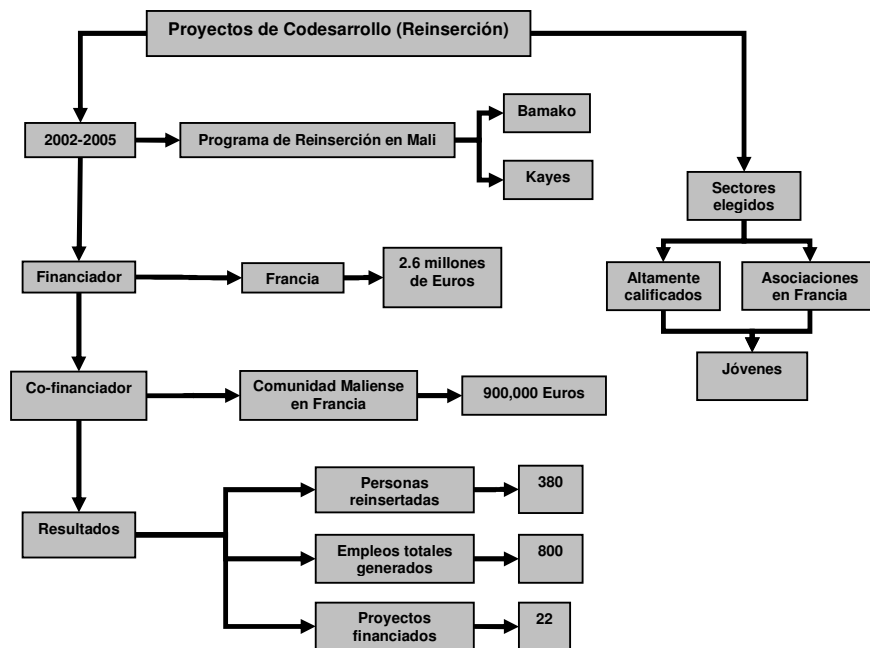 Proyectos de Codesarrollo (Reinserción)
2002-2005
Programa de Reinserción en Mali
Bamako
Kayes
Sectores
elegidos
Altamente
calificados
Asociaciones
en Francia
Jóvenes
Financiador
Francia
2.6 millones
de Euros
Co-financiador
Comunidad Maliense
en Francia
900,000 Euros
Resultados
Personas
reinsertadas
380
Empleos totales
generados
800
Proyectos
financiados
22